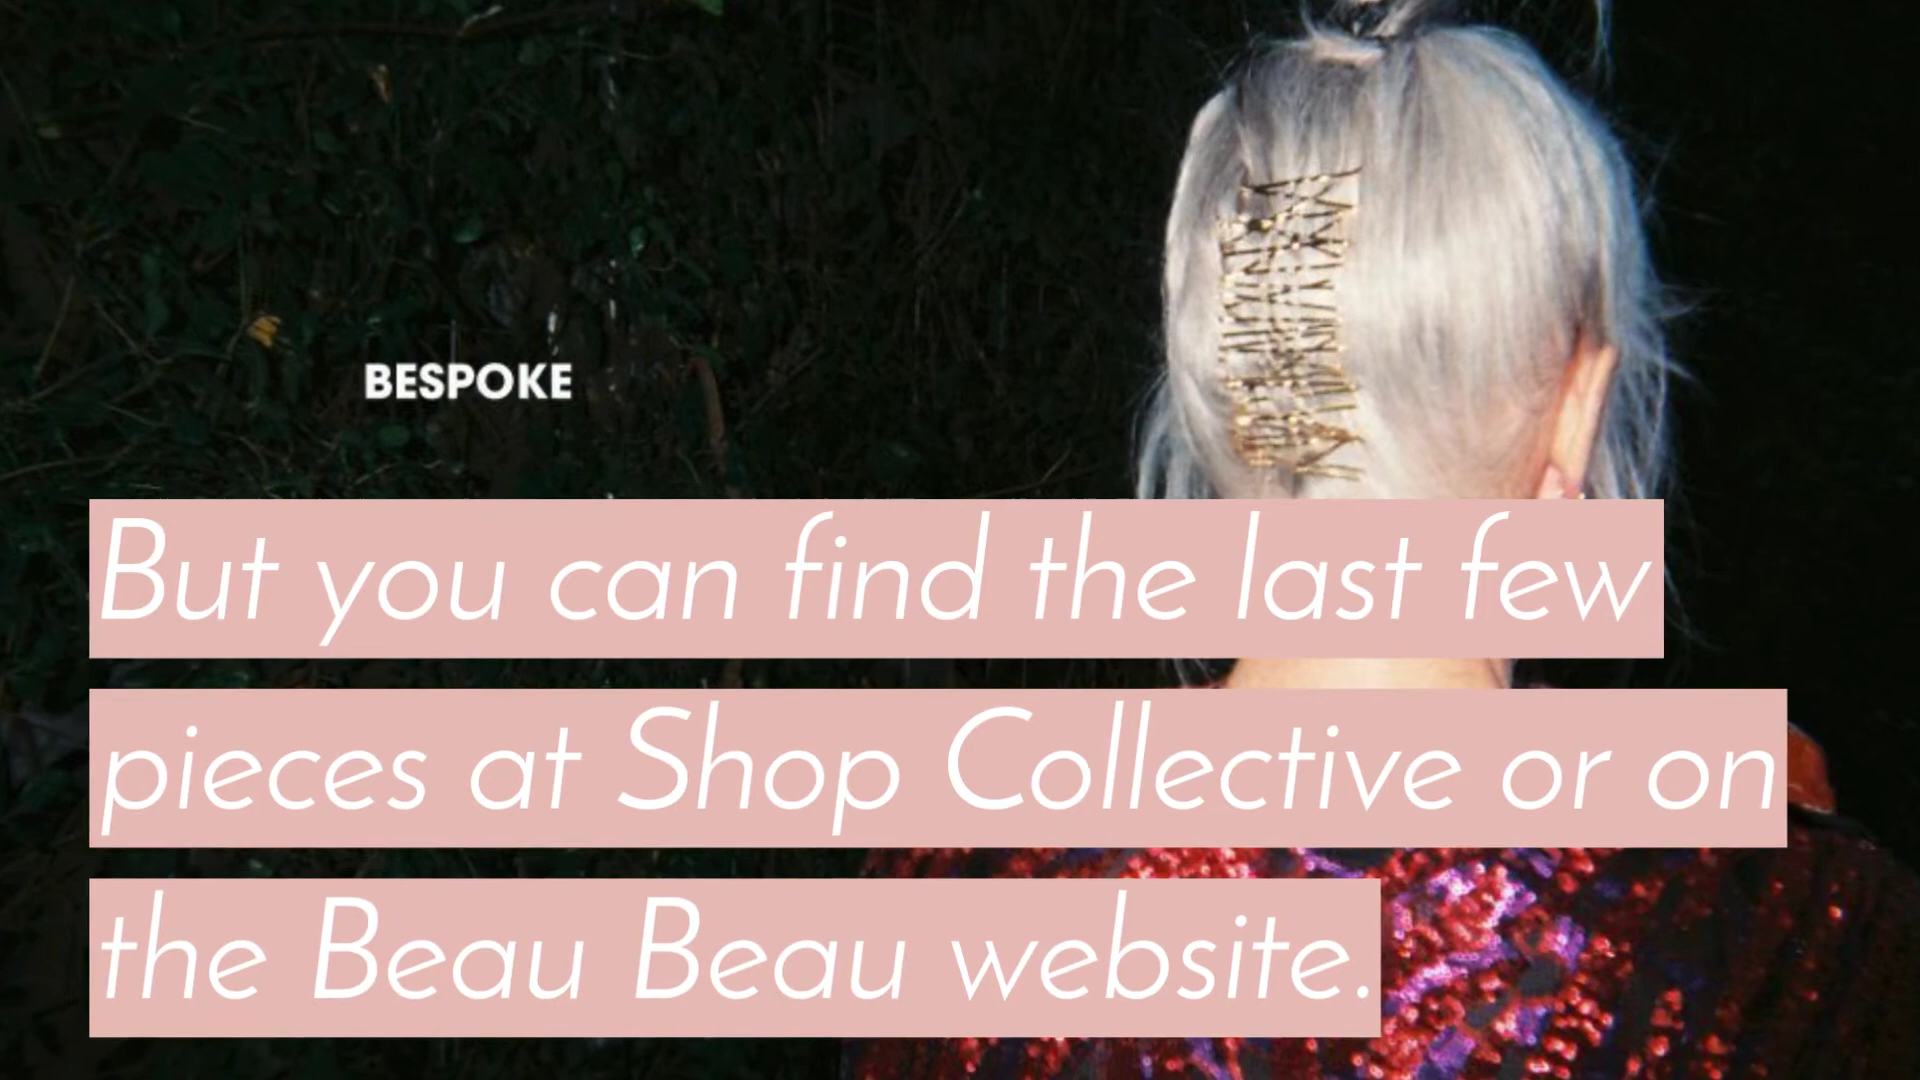 BESPOKE
But you can find the last few
pieces at Shop Collective or on
the Beau Beau website.